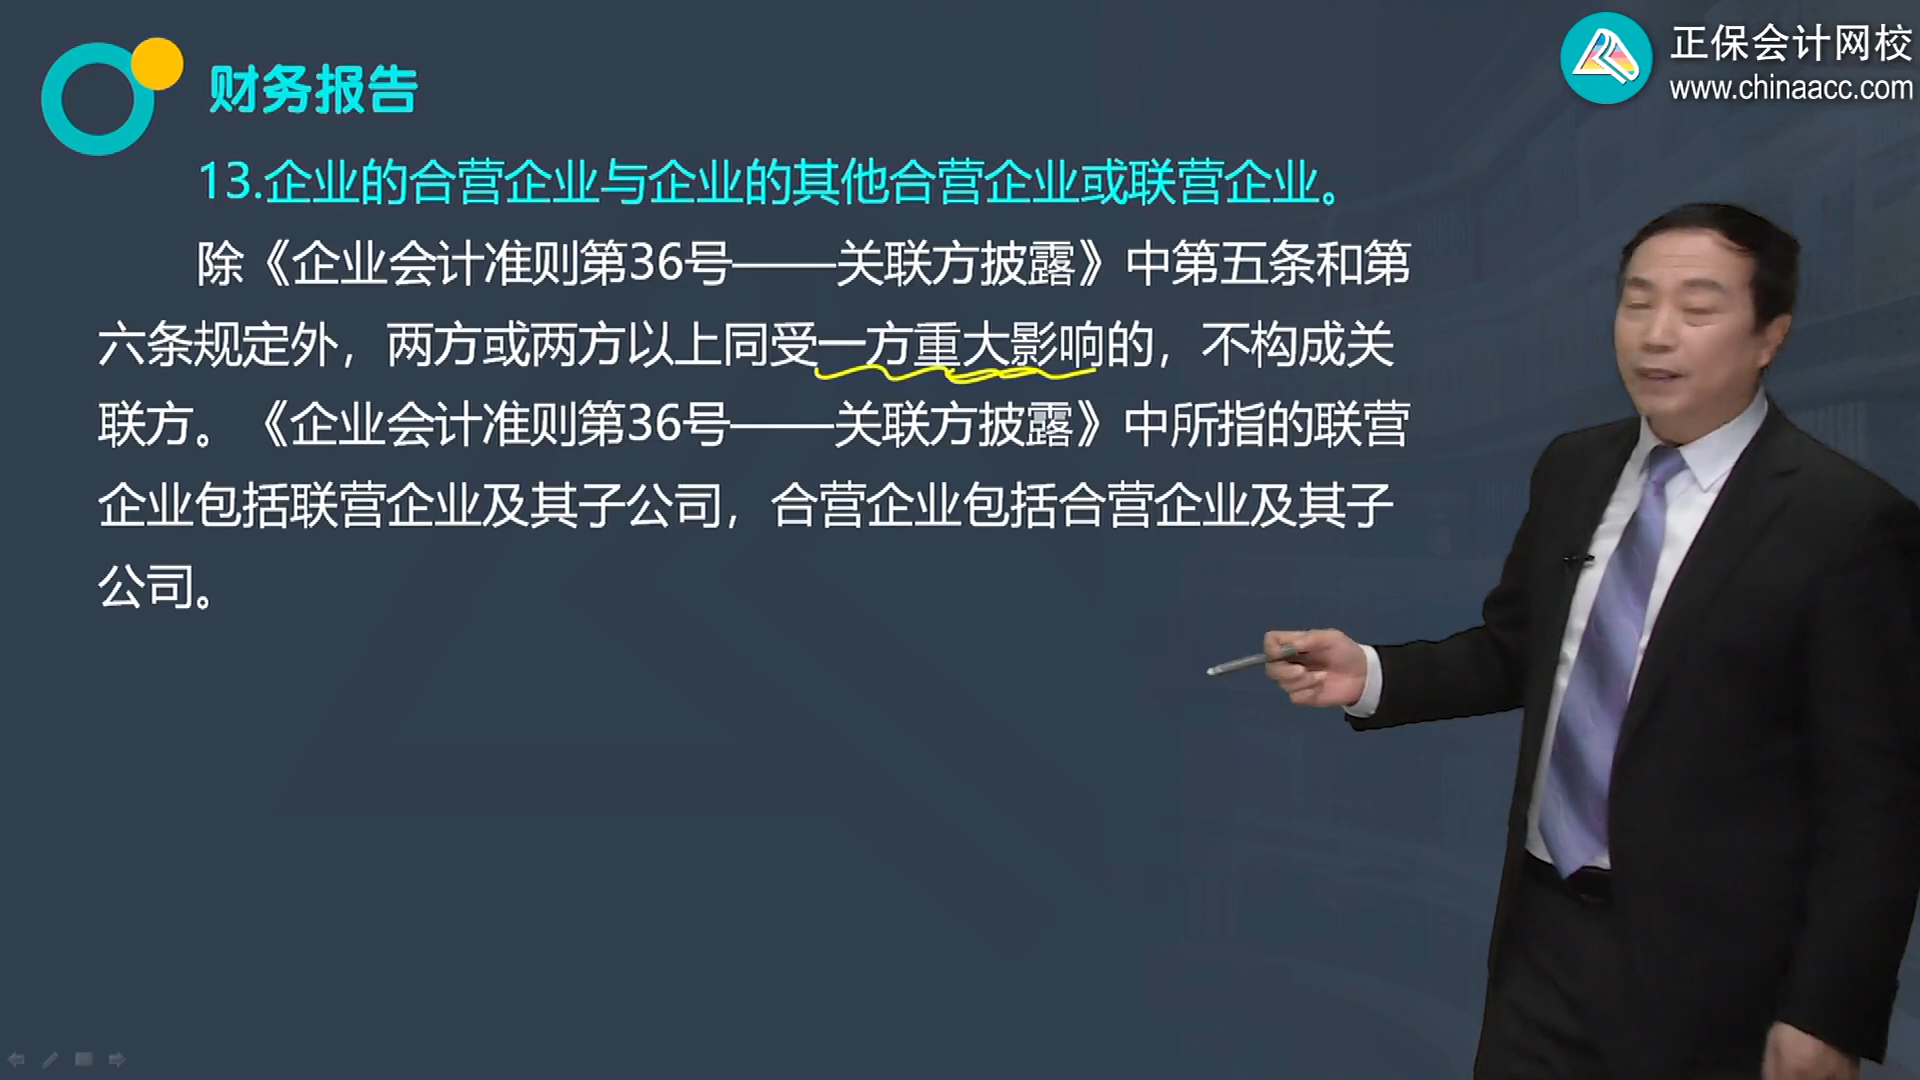 正保会计网校
www.chinaacc.com
财务报告
13.企业的合营企业与企业的其他合营企业或联营企业。
除《企业会计准则第36号——关联方披露》中第五条和第
六条规定外，两方或两方以上同受一方重大影响的，不构成关
联方。《企业会计准则第36号——关联方披露》中所指的联营
企业包括联营企业及其子公司，合营企业包括合营企业及其子
公司。